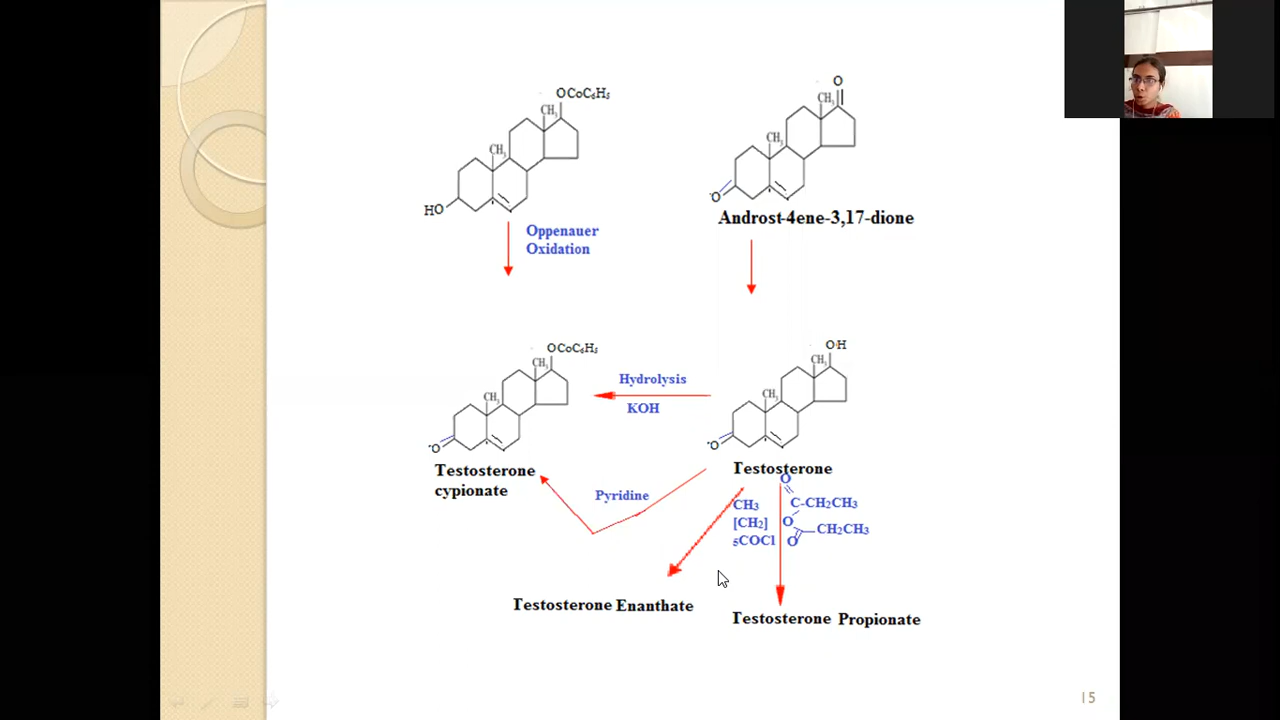 OCoC6H5
CH3
CH3
HO
Oppenauer
Oxidation
O
CH3
CH3
O
Androst-4ene-3,17-dione
OCoC6H5
CH3
CH3
O
Testosterone
cypionate
Hydrolysis
KOH
Pyridine
OH
CH3
CH3
O
Testosterone
CH3
[CH2]
5COCl
O
C-CH2CH3
O
CH2CH3
O
Testosterone Enanthate
Testosterone Propionate
15